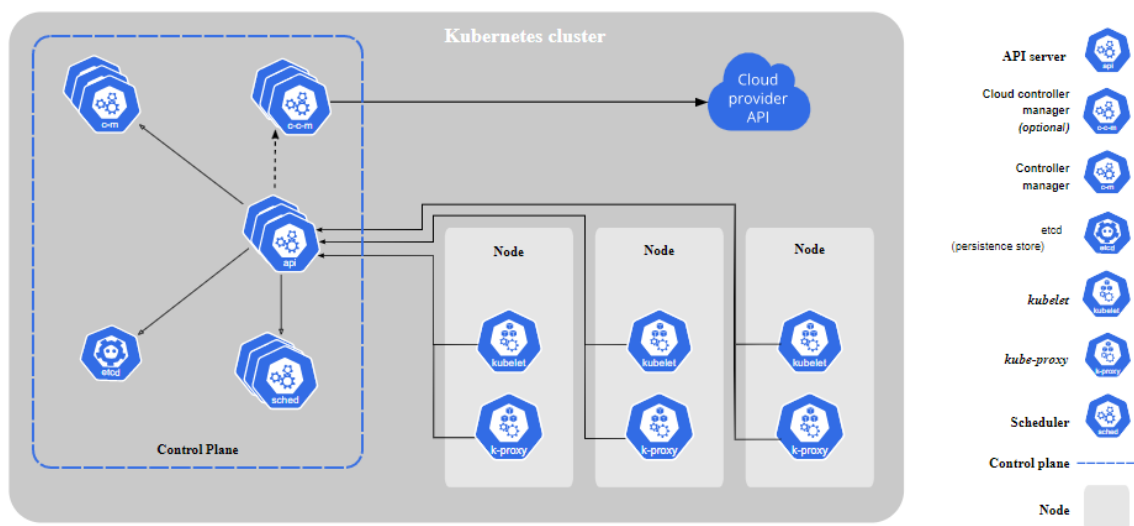 Kubernetes cluster
c-m
c-c-m
Cloud
provider
API
api
etcd
sched
Control Plane
Node
kubelet
k-proxy
Node
kubelet
k-proxy
Node
kubelet
k-proxy
API server
api
Cloud controller
manager
(optional)
c-c-m
Controller
manager
c-m
etcd
(persistence store)
etcd
kubelet
kubelet
kube-proxy
k-proxy
Scheduler
sched
Control plane
Node